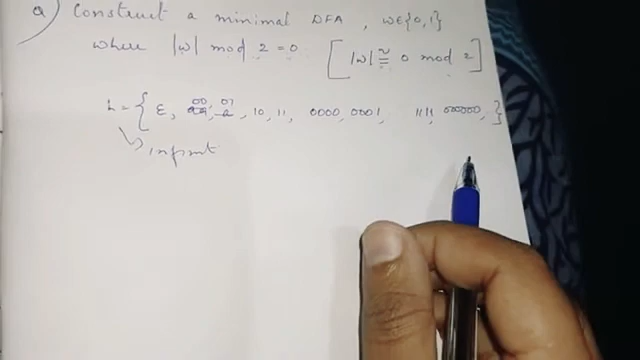 a) Construct a minimal DFA, w∈{0,1}
where |w| mod 2 = 0 [|w| ≅ 0 mod 2]
L = { ε, 00, 01, 10, 11, 0000, 0001, 1111, 000000, }
↳ infinit